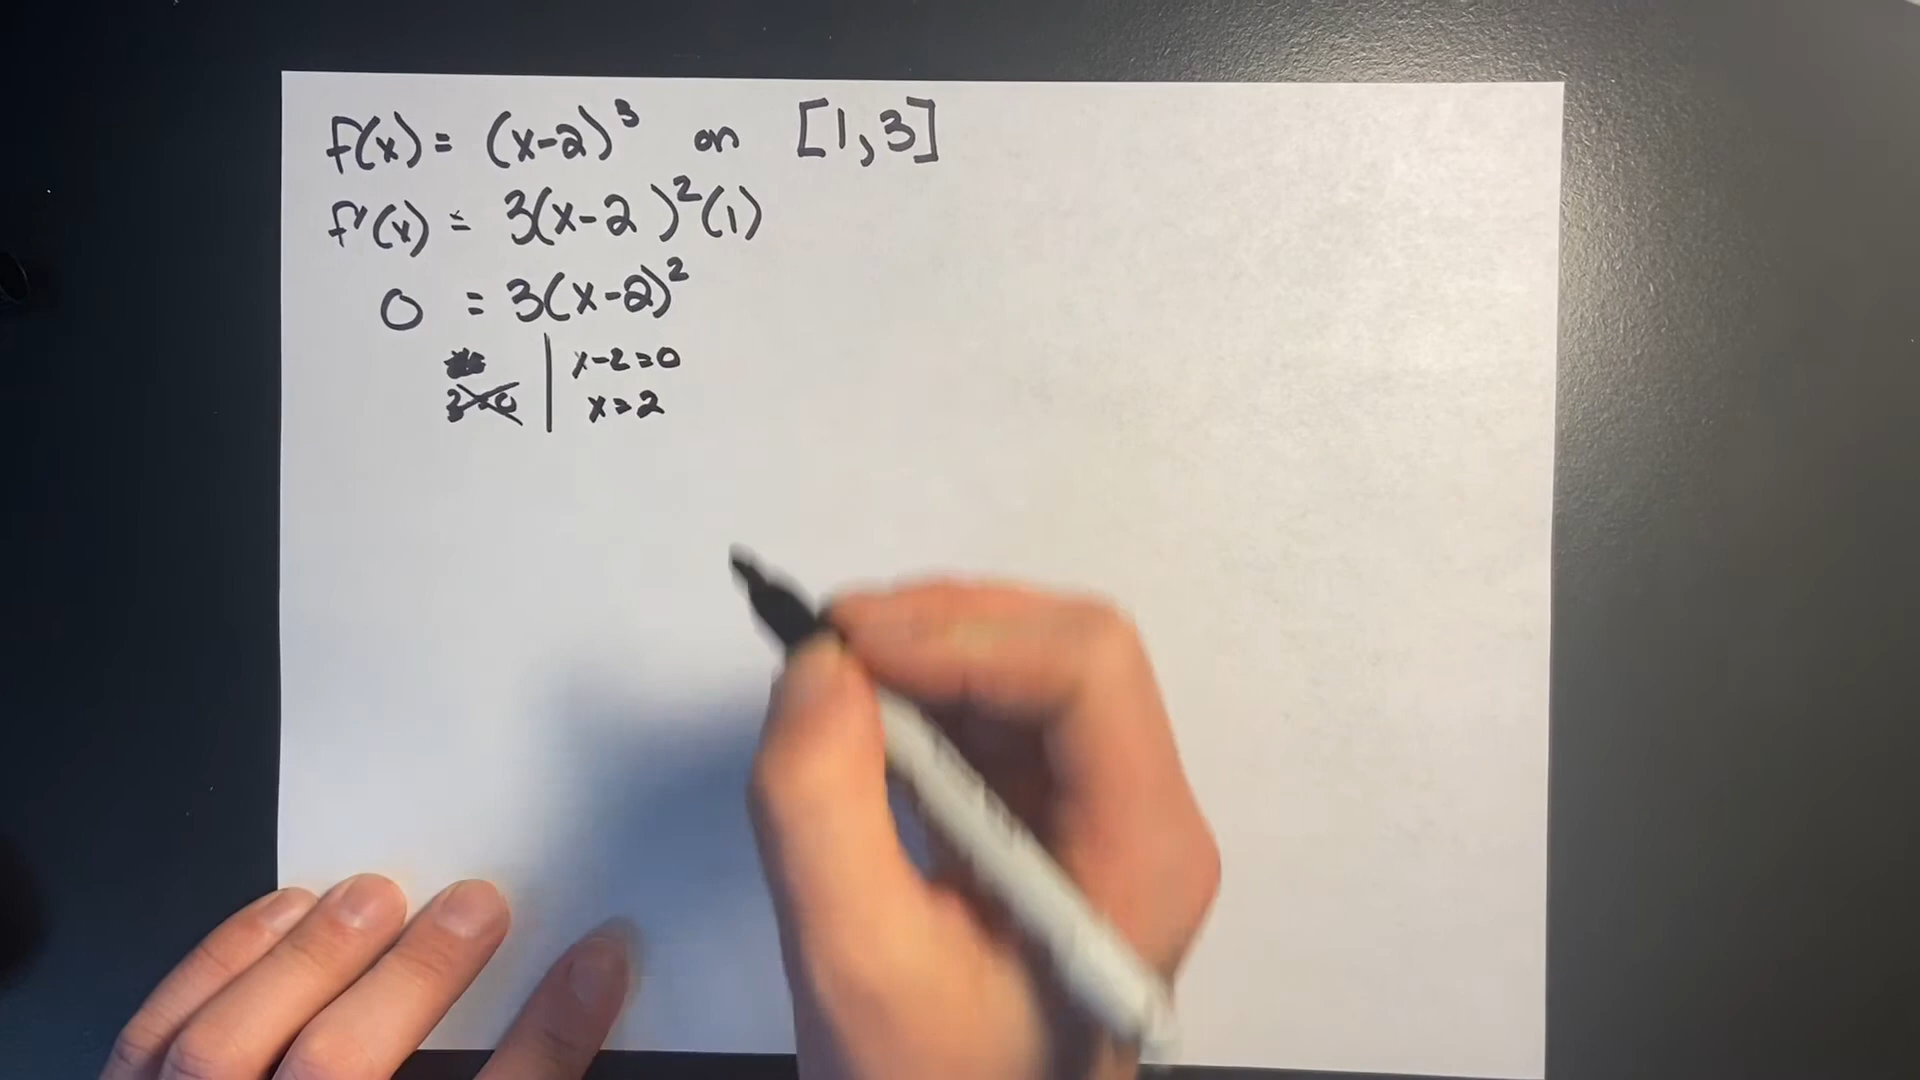 f(x) = (x-2)³ on [1,3]
f'(x) = 3(x-2)²(1)
0 = 3(x-2)²
x-2=0
x=2